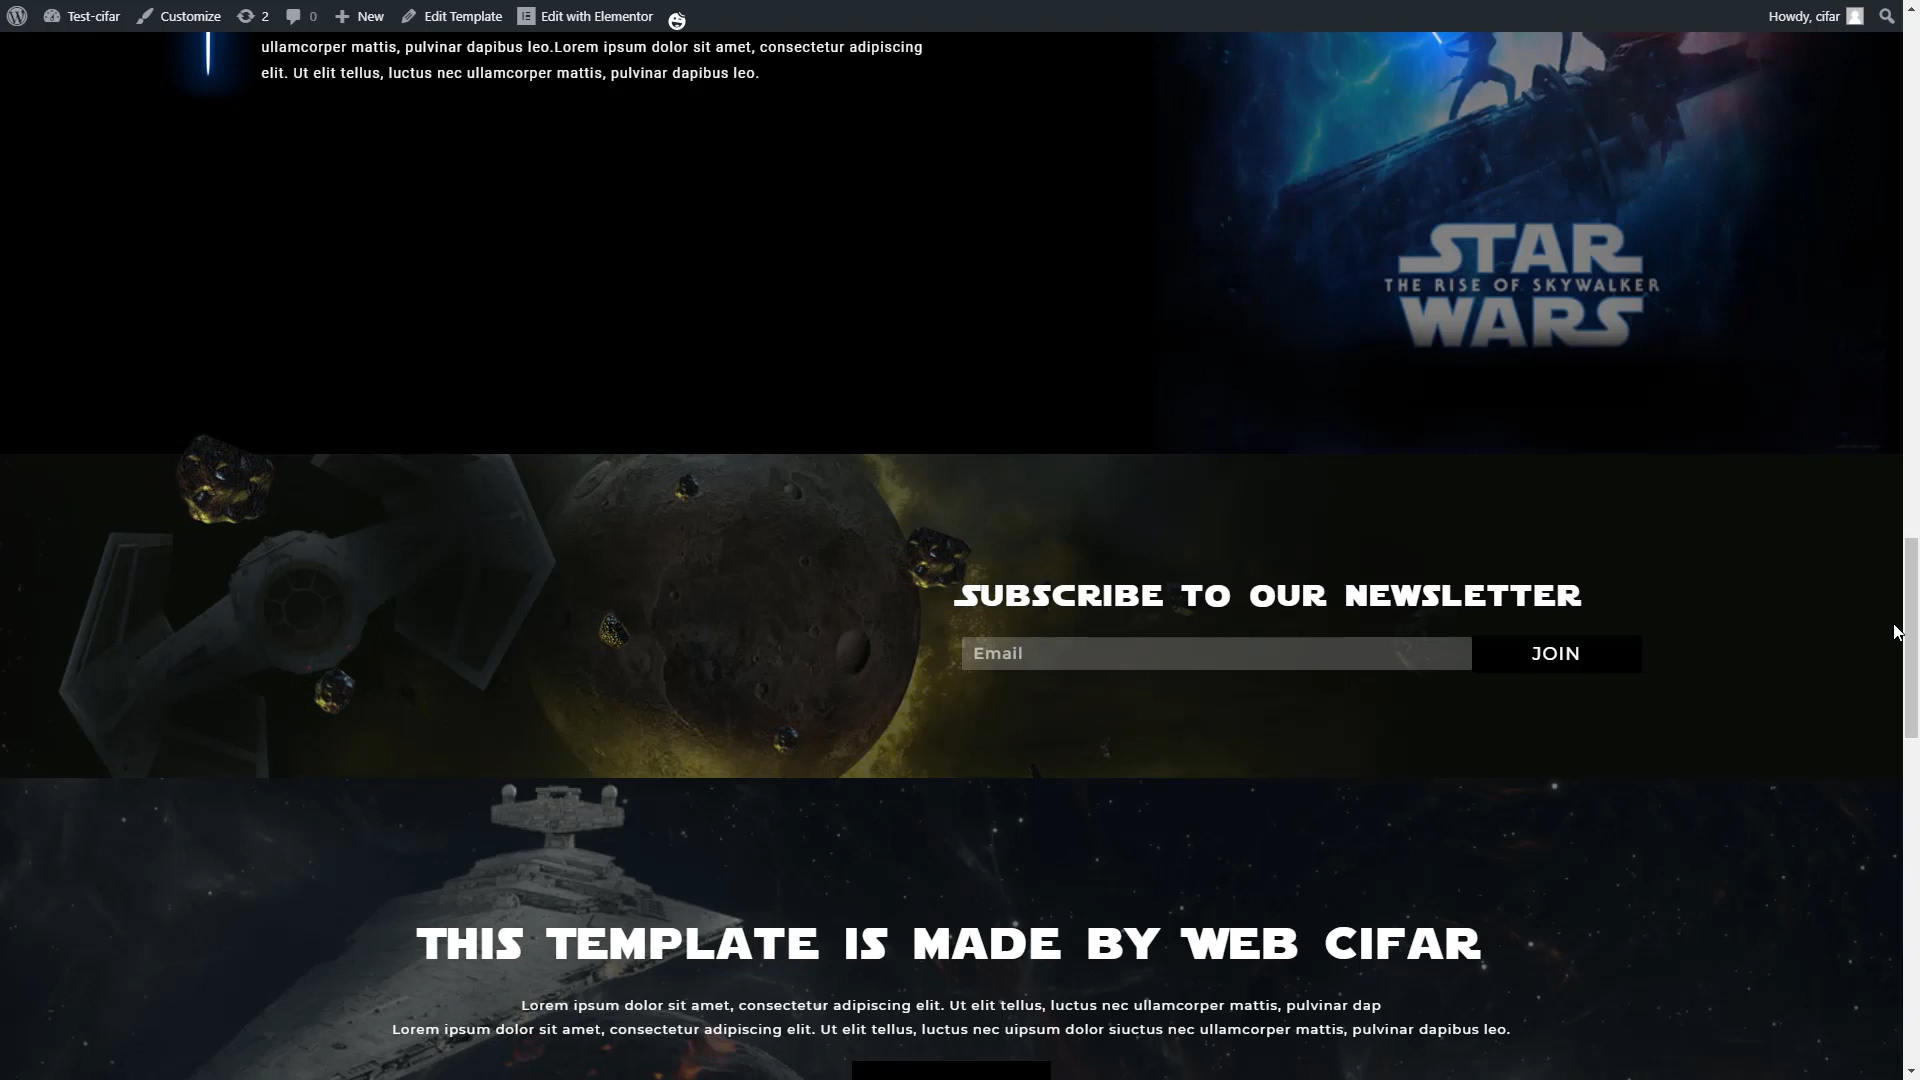 Test-cifar Customize 2 0 New Edit Template Edit with Elementor Howdy, cifar
ullamcorper mattis, pulvinar dapibus leo.Lorem ipsum dolor sit amet, consectetur adipiscing
elit. Ut elit tellus, luctus nec ullamcorper mattis, pulvinar dapibus leo.
STAR
THE RISE OF SKYWALKER
WARS
SUBSCRIBE TO OUR NEWSLETTER
Email
JOIN
THIS TEMPLATE IS MADE BY WEB CIFAR
Lorem ipsum dolor sit amet, consectetur adipiscing elit. Ut elit tellus, luctus nec ullamcorper mattis, pulvinar dap
Lorem ipsum dolor sit amet, consectetur adipiscing elit. Ut elit tellus, luctus nec uipsum dolor siuctus nec ullamcorper mattis, pulvinar dapibus leo.